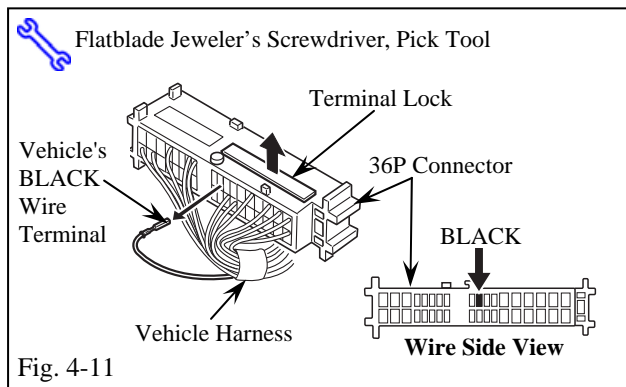 Flatblade Jeweler's Screwdriver, Pick Tool
Terminal Lock
Vehicle's
BLACK
Wire
Terminal
36P Connector
BLACK
Vehicle Harness
Wire Side View
Fig. 4-11